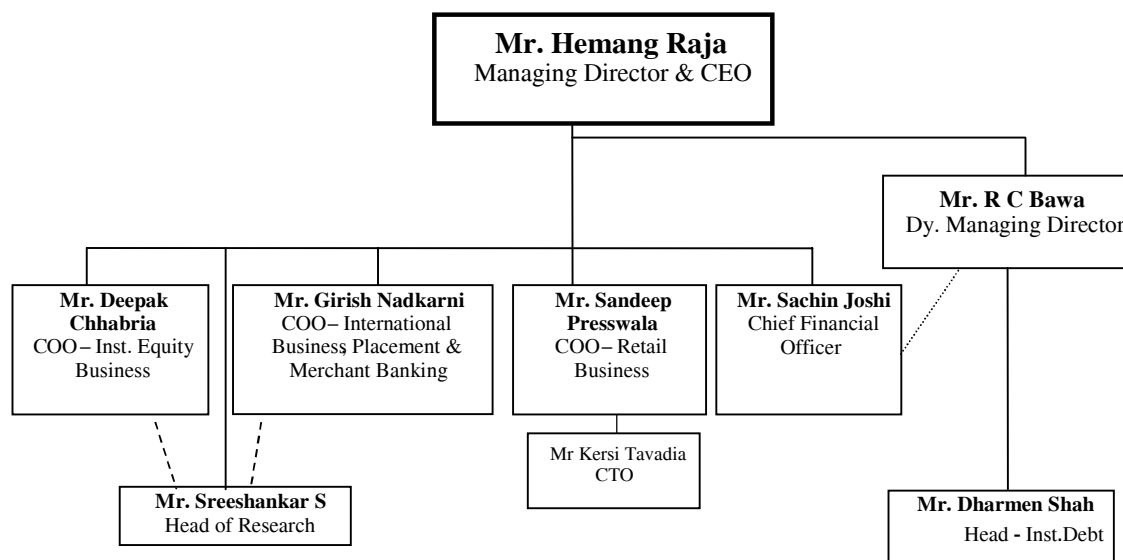 Mr. Hemang Raja
Managing Director & CEO
Mr. R C Bawa
Dy. Managing Director
Mr. Deepak
Chhabria
COO – Inst. Equity
Business
Mr. Girish Nadkarni
COO – International
Business, Placement &
Merchant Banking
Mr. Sandeep
Presswala
COO – Retail
Business
Mr. Sachin Joshi
Chief Financial
Officer
Mr Kersi Tavadia
CTO
Mr. Sreeshankar S
Head of Research
Mr. Dharmen Shah
Head - Inst.Debt